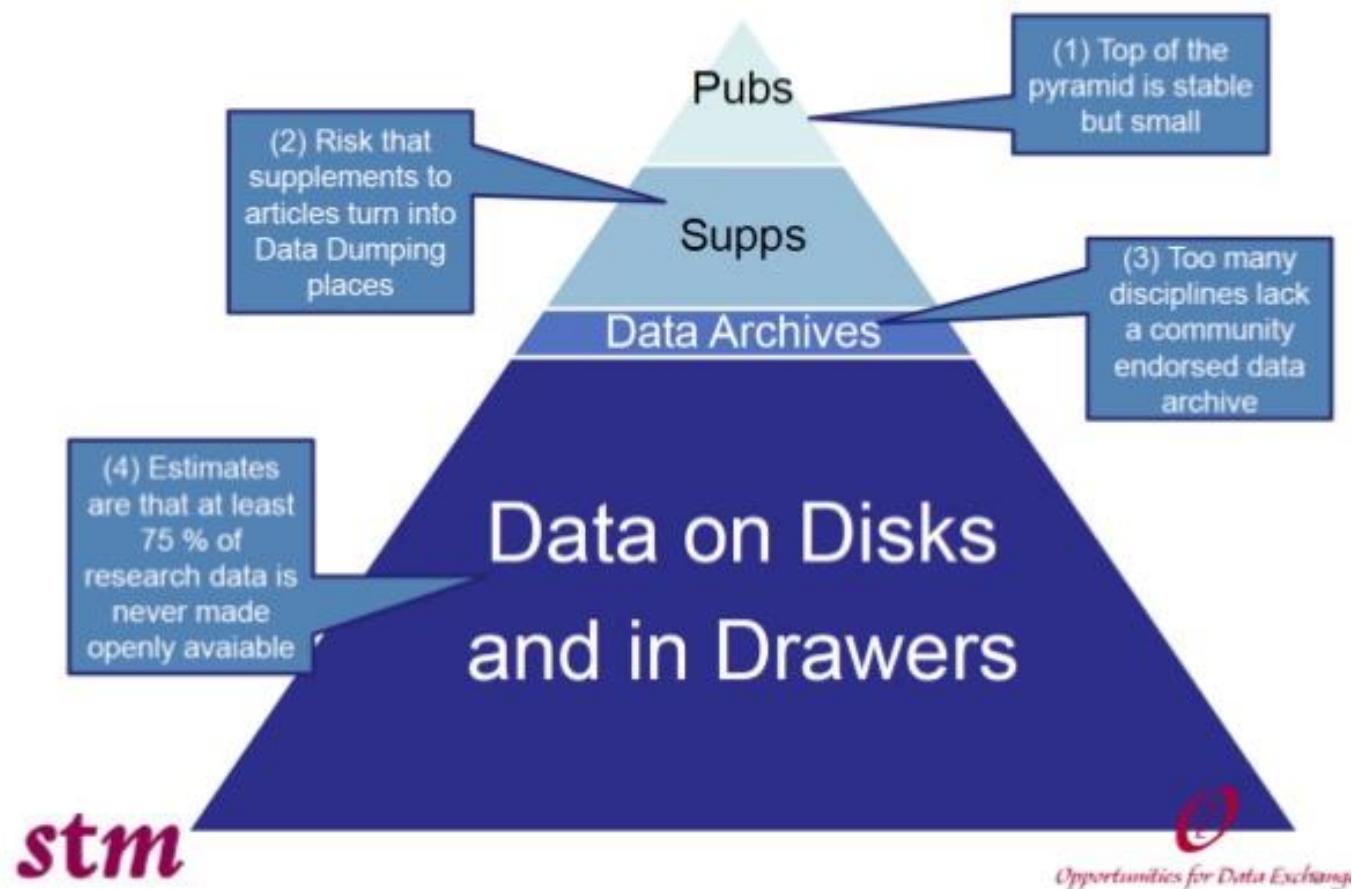 Pubs
(1) Top of the
pyramid is stable
but small
(2) Risk that
supplements to
articles turn into
Data Dumping
places
Supps
(3) Too many
disciplines lack
a community
endorsed data
archive
Data Archives
(4) Estimates
are that at least
75 % of
research data is
never made
openly avaiable
Data on Disks
and in Drawers
stm
Opportunities for Data Exchange